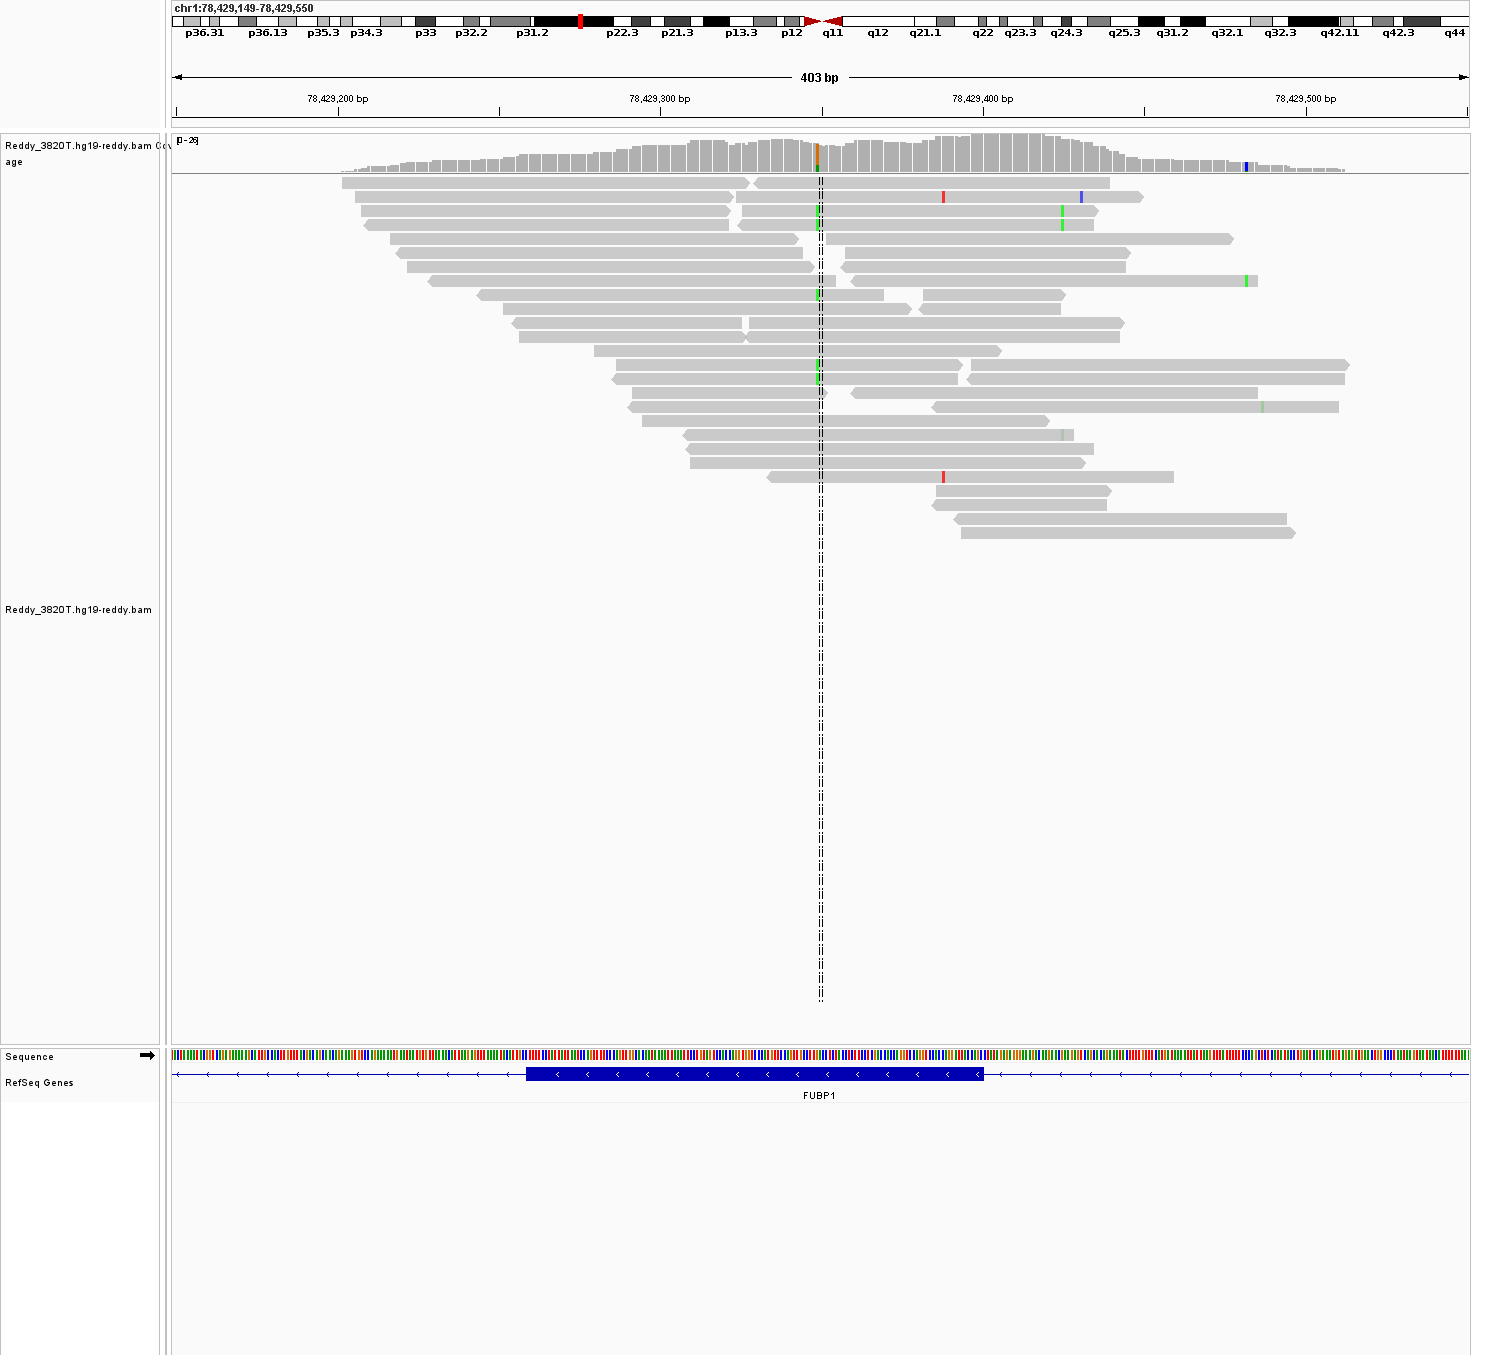 chr1:78,429,149-78,429,550
p36.31 p36.13 p35.3 p34.3 p33 p32.2 p31.2 p22.3 p21.3 p13.3 p12 q11 q12 q21.1 q22 q23.3 q24.3 q25.3 q31.2 q32.1 q32.3 q42.11 q42.3 q44
403 bp
78,429,200 bp 78,429,300 bp 78,429,400 bp 78,429,500 bp
Reddy_3820T.hg19-reddy.bam Cov
age
[0-26]
Reddy_3820T.hg19-reddy.bam
Sequence
RefSeq Genes
FUBP1